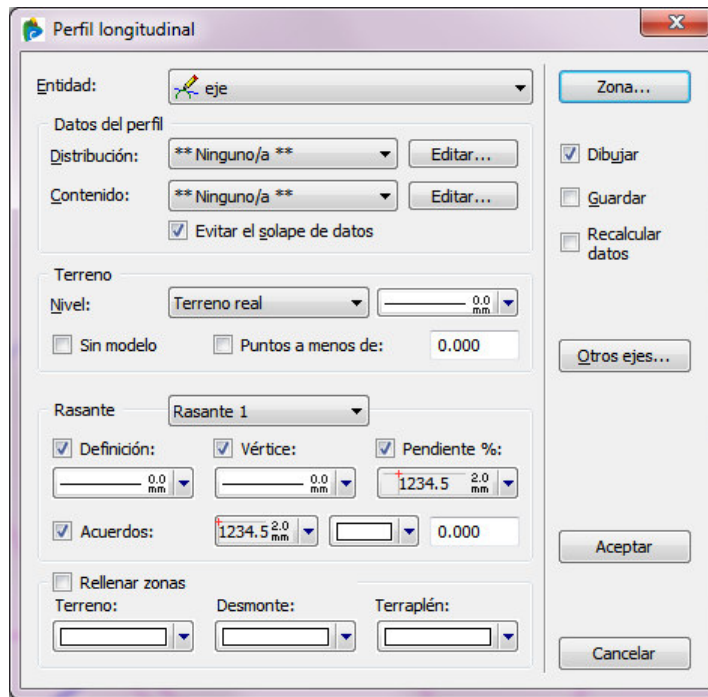 Perfil longitudinal
Entidad: eje Zona...
Datos del perfil
Distribución: ** Ninguno/a ** Editar... Dibujar
Contenido: ** Ninguno/a ** Editar... Guardar
Evitar el solape de datos Recalcular datos
Terreno
Nivel: Terreno real 0.0 mm
Sin modelo Puntos a menos de: 0.000 Otros ejes...
Rasante Rasante 1
Definición: Vértice: Pendiente %:
0.0 mm 0.0 mm 1234.5 2.0 mm
Acuerdos: 1234.5 2.0 mm 0.000 Aceptar
Rellenar zonas
Terreno: Desmonte: Terraplén:
Cancelar